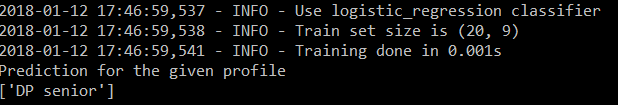 2018-01-12 17:46:59,537 - INFO - Use logistic_regression classifier
2018-01-12 17:46:59,538 - INFO - Train set size is (20, 9)
2018-01-12 17:46:59,541 - INFO - Training done in 0.001s
Prediction for the given profile
['DP senior']